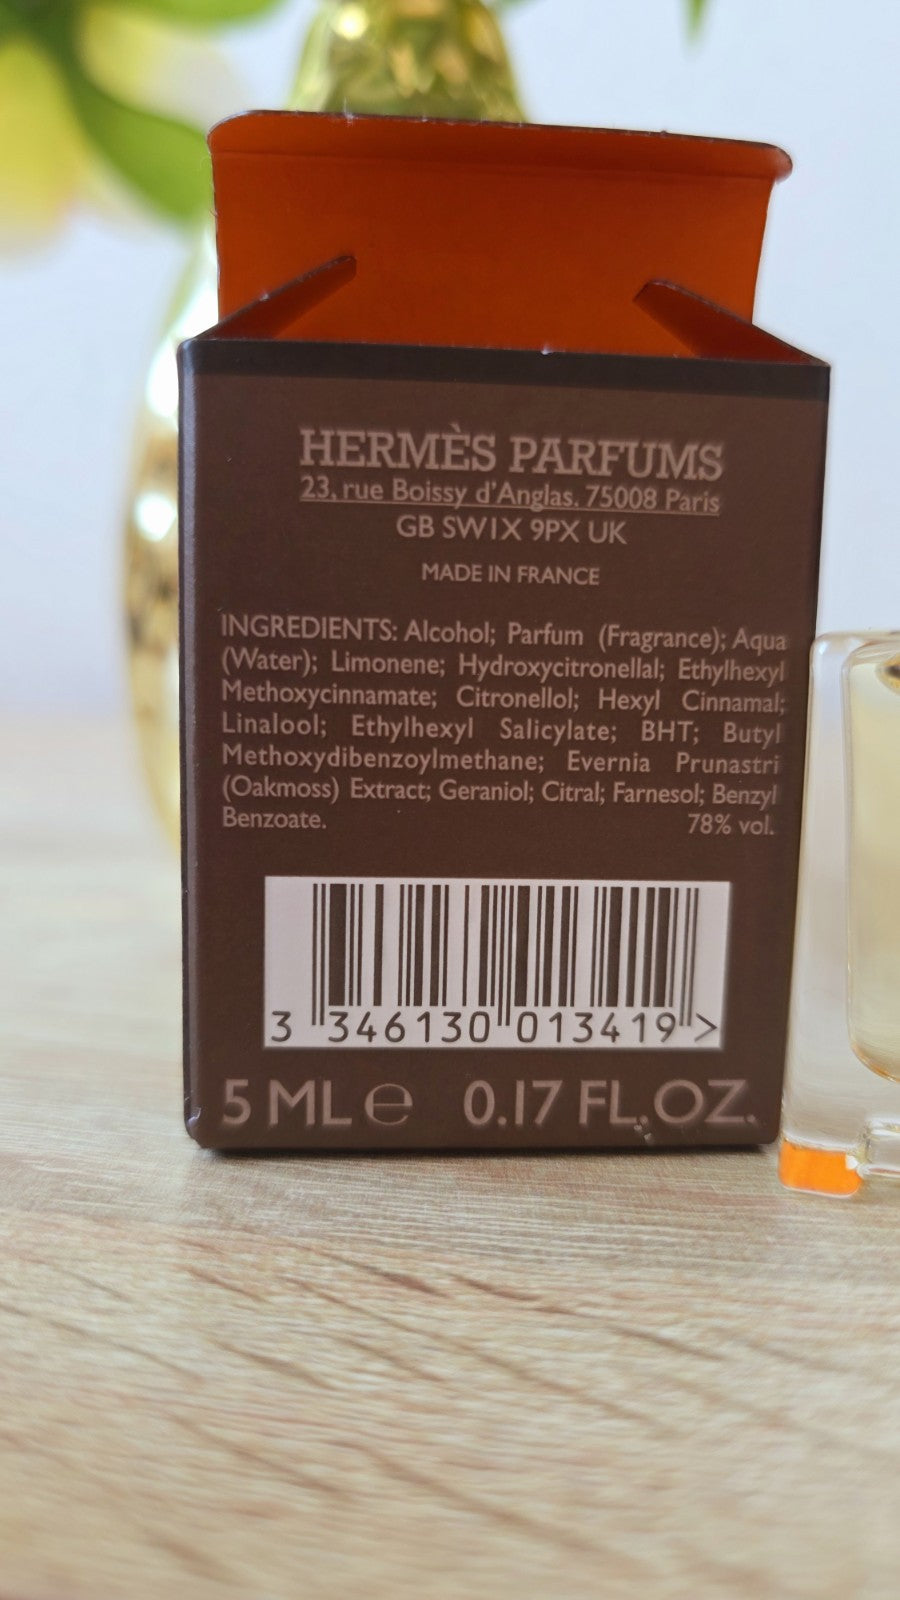 HERMÈS PARFUMS
23, rue Boissy d'Anglas. 75008 Paris
GB SW1X 9PX UK
MADE IN FRANCE
INGREDIENTS: Alcohol; Parfum (Fragrance); Aqua
(Water); Limonene; Hydroxycitronellal; Ethylhexyl
Methoxycinnamate; Citronellol; Hexyl Cinnamal;
Linalool; Ethylhexyl Salicylate; BHT; Butyl
Methoxydibenzoylmethane; Evernia Prunastri
(Oakmoss) Extract; Geraniol; Citral; Farnesol; Benzyl
Benzoate. 78% vol.
3 346130 013419 >
5 ML ℮ 0.17 FL.OZ.